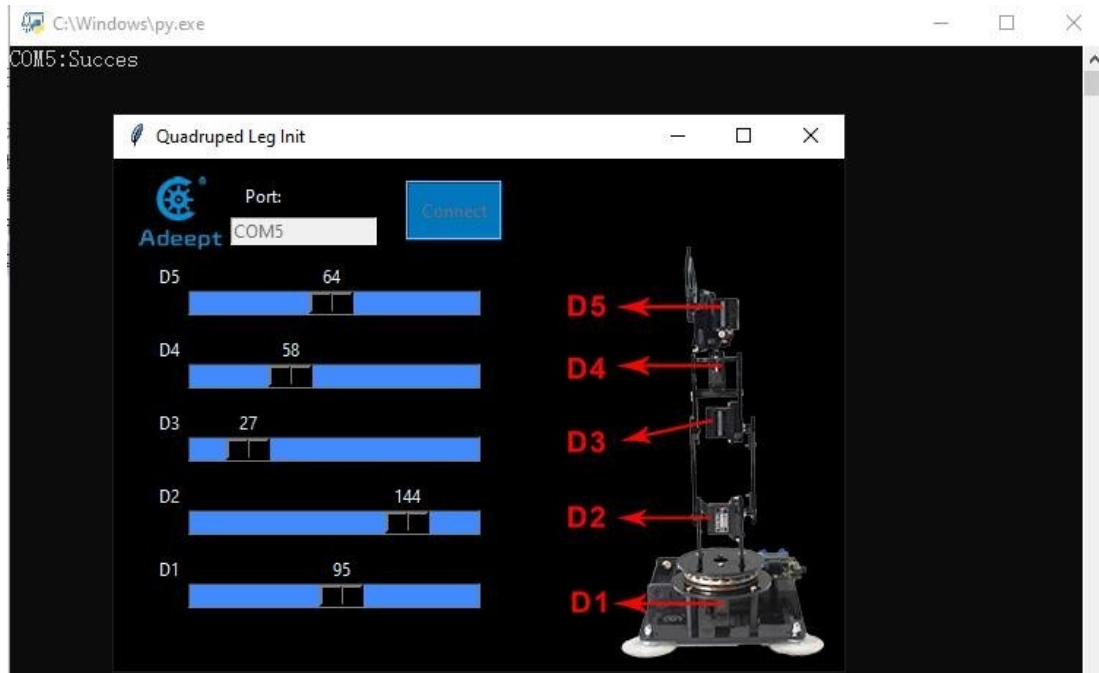 C:\Windows\py.exe
COM5:Succes
Quadruped Leg Init
Adeept
Port:
COM5
Connect
D5
64
D4
58
D3
27
D2
144
D1
95
D5
D4
D3
D2
D1